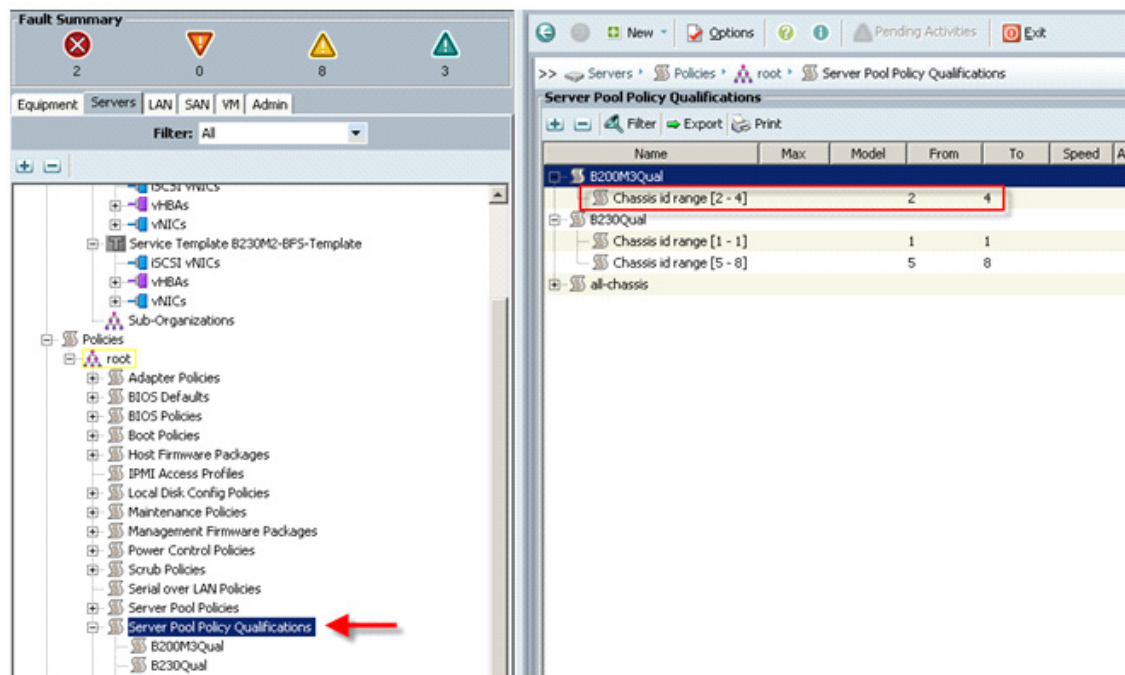 Fault Summary
2 0 8 3
Equipment Servers LAN SAN VM Admin
Filter: All
iSCSI vNICs
vHBAs
vNICs
Service Template B230M2-BFS-Template
iSCSI vNICs
vHBAs
vNICs
Sub-Organizations
Policies
root
Adapter Policies
BIOS Defaults
BIOS Policies
Boot Policies
Host Firmware Packages
IPMI Access Profiles
Local Disk Config Policies
Maintenance Policies
Management Firmware Packages
Power Control Policies
Scrub Policies
Serial over LAN Policies
Server Pool Policies
Server Pool Policy Qualifications
B200M3Qual
B230Qual
New Options Pending Activities Exit
>> Servers Policies root Server Pool Policy Qualifications
Server Pool Policy Qualifications
Filter Export Print
Name Max Model From To Speed A
B200M3Qual
Chassis id range [2 - 4] 2 4
B230Qual
Chassis id range [1 - 1] 1 1
Chassis id range [5 - 8] 5 8
all-chassis